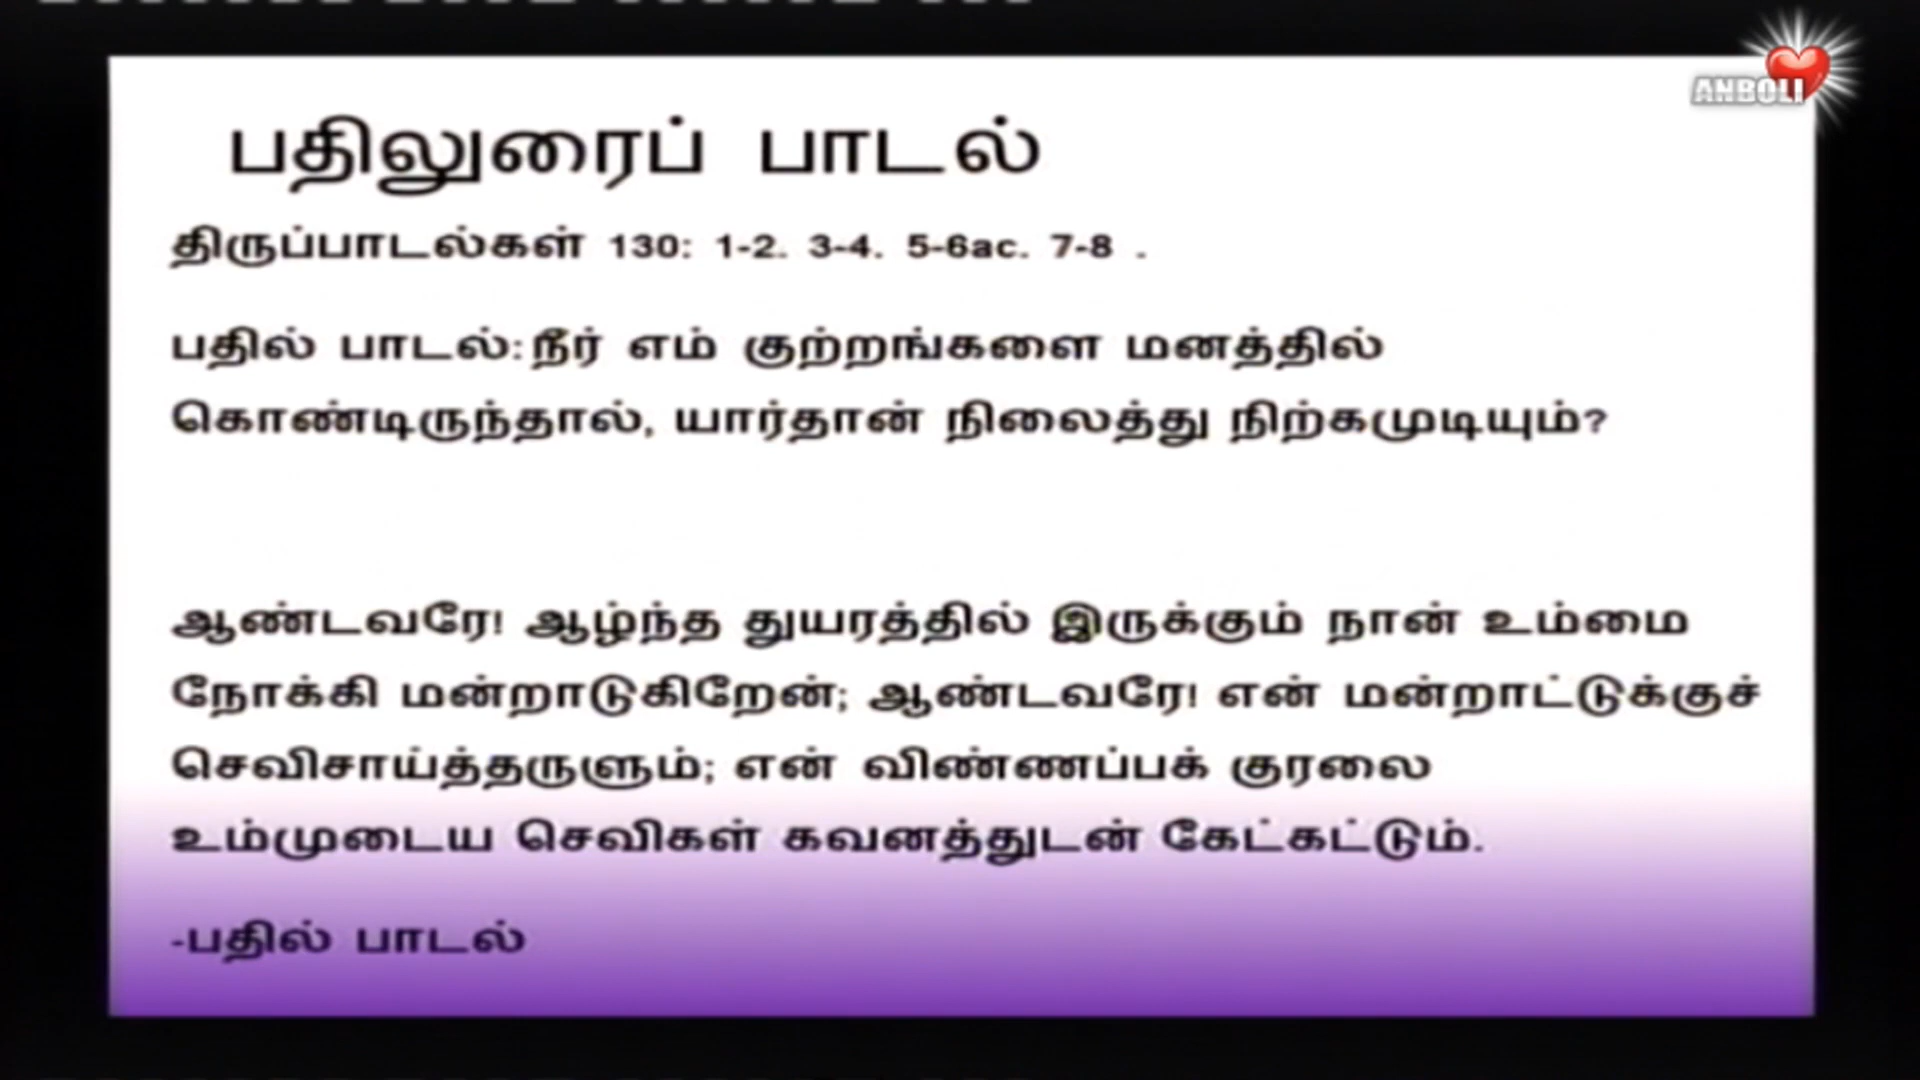 ANBOLI
பதிலுரைப் பாடல்
திருப்பாடல்கள் 130: 1-2. 3-4. 5-6ac. 7-8 .
பதில் பாடல்: நீர் எம் குற்றங்களை மனத்தில்
கொண்டிருந்தால், யார்தான் நிலைத்து நிற்கமுடியும்?
ஆண்டவரே! ஆழ்ந்த துயரத்தில் இருக்கும் நான் உம்மை
நோக்கி மன்றாடுகிறேன்; ஆண்டவரே! என் மன்றாட்டுக்குச்
செவிசாய்த்தருளும்; என் விண்ணப்பக் குரலை
உம்முடைய செவிகள் கவனத்துடன் கேட்கட்டும்.
-பதில் பாடல்